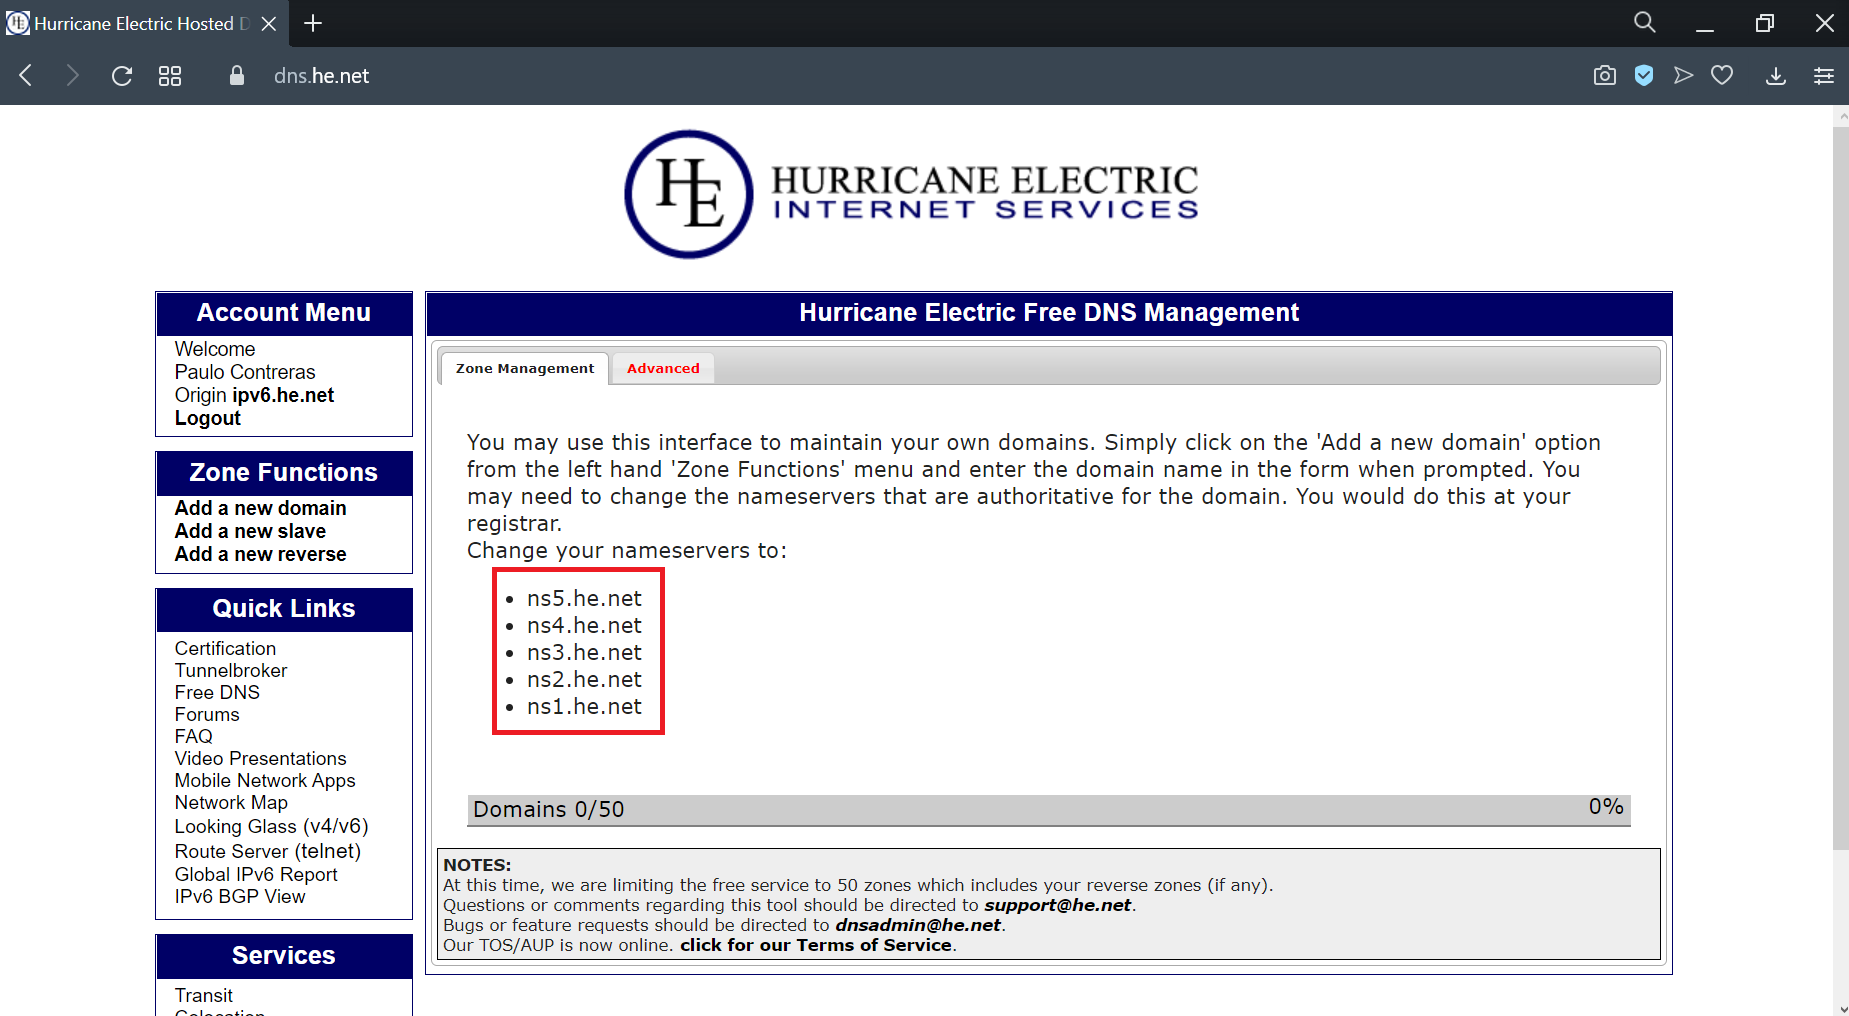 Hurricane Electric Hosted D
dns.he.net
HE
HURRICANE ELECTRIC
INTERNET SERVICES
Account Menu
Welcome
Paulo Contreras
Origin ipv6.he.net
Logout
Zone Functions
Add a new domain
Add a new slave
Add a new reverse
Quick Links
Certification
Tunnelbroker
Free DNS
Forums
FAQ
Video Presentations
Mobile Network Apps
Network Map
Looking Glass (v4/v6)
Route Server (telnet)
Global IPv6 Report
IPv6 BGP View
Services
Transit
Colocation
Hurricane Electric Free DNS Management
Zone Management
Advanced
You may use this interface to maintain your own domains. Simply click on the 'Add a new domain' option
from the left hand 'Zone Functions' menu and enter the domain name in the form when prompted. You
may need to change the nameservers that are authoritative for the domain. You would do this at your
registrar.
Change your nameservers to:
• ns5.he.net
• ns4.he.net
• ns3.he.net
• ns2.he.net
• ns1.he.net
Domains 0/50 0%
NOTES:
At this time, we are limiting the free service to 50 zones which includes your reverse zones (if any).
Questions or comments regarding this tool should be directed to support@he.net.
Bugs or feature requests should be directed to dnsadmin@he.net.
Our TOS/AUP is now online. click for our Terms of Service.